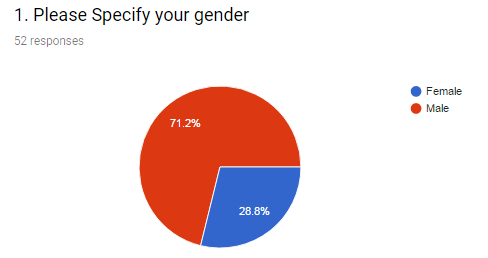 1. Please Specify your gender
52 responses
Female
Male
71.2%
28.8%